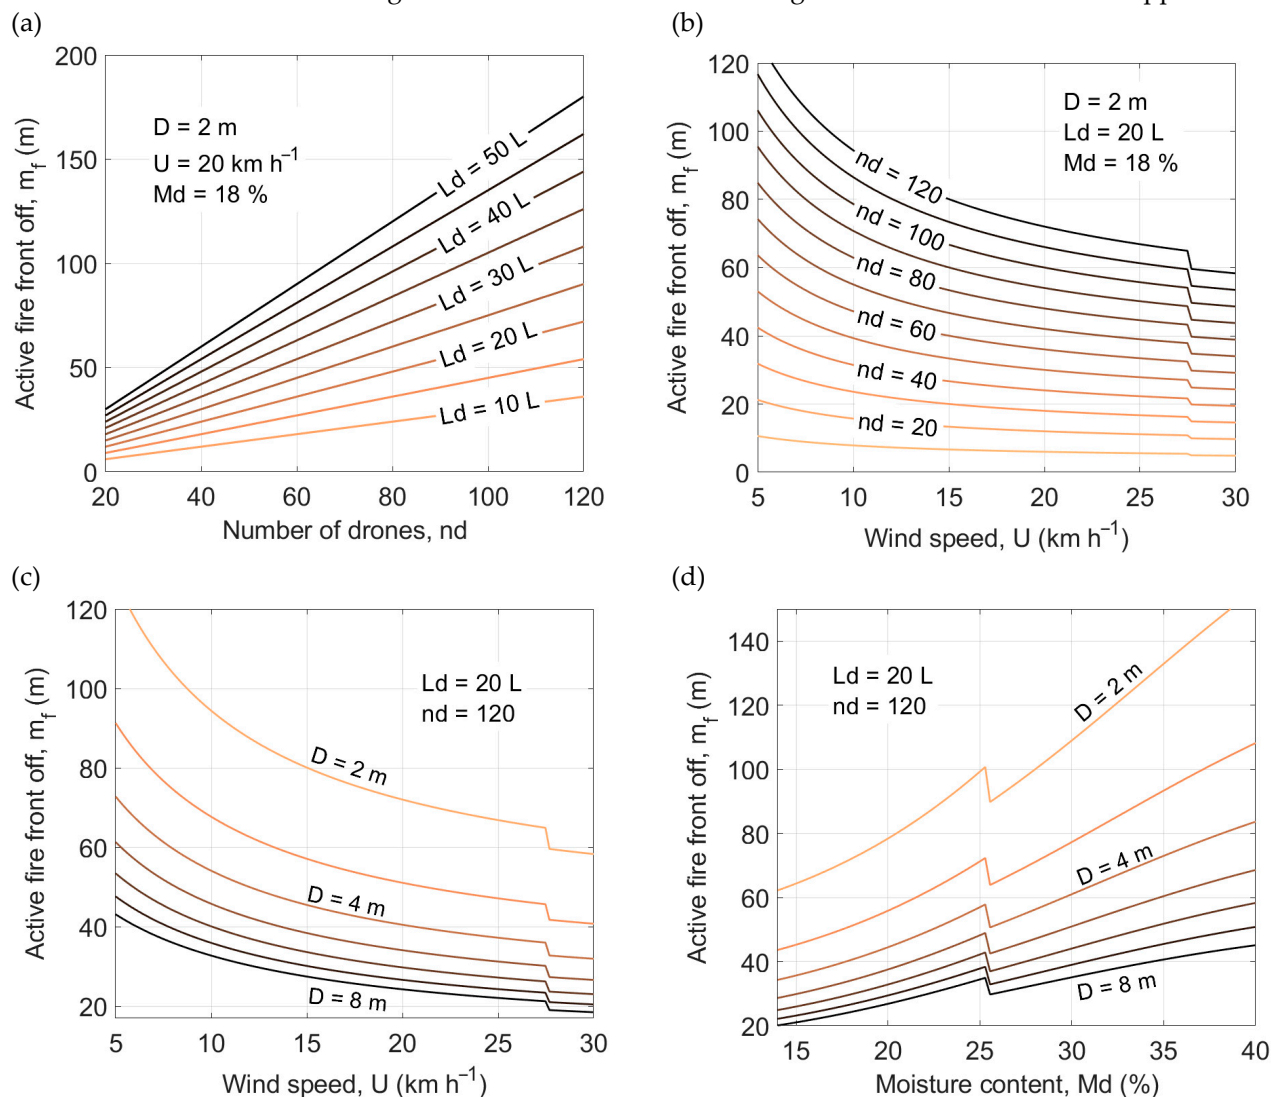 (a)
200
150
100
50
0
20 40 60 80 100 120
Active fire front off, m_f (m)
Number of drones, nd
D = 2 m
U = 20 km h⁻¹
Md = 18 %
Ld = 50 L
Ld = 40 L
Ld = 30 L
Ld = 20 L
Ld = 10 L
(b)
120
100
80
60
40
20
0
5 10 15 20 25 30
Active fire front off, m_f (m)
Wind speed, U (km h⁻¹)
D = 2 m
Ld = 20 L
Md = 18 %
nd = 120
nd = 100
nd = 80
nd = 60
nd = 40
nd = 20
(c)
120
100
80
60
40
20
5 10 15 20 25 30
Active fire front off, m_f (m)
Wind speed, U (km h⁻¹)
Ld = 20 L
nd = 120
D = 2 m
D = 4 m
D = 8 m
(d)
140
120
100
80
60
40
20
15 20 25 30 35 40
Active fire front off, m_f (m)
Moisture content, Md (%)
Ld = 20 L
nd = 120
D = 2 m
D = 4 m
D = 8 m